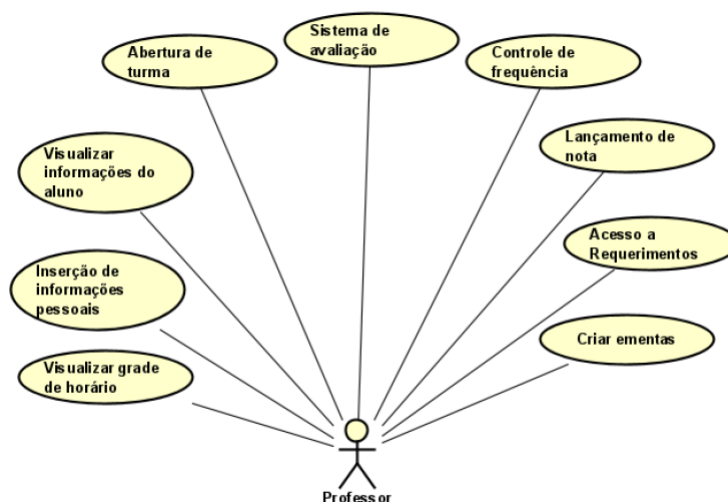 Sistema de
avaliação
Abertura de
turma
Controle de
frequência
Visualizar
informações do
aluno
Lançamento de
nota
Inserção de
informações
pessoais
Acesso a
Requerimentos
Visualizar grade
de horário
Criar ementas
Professor